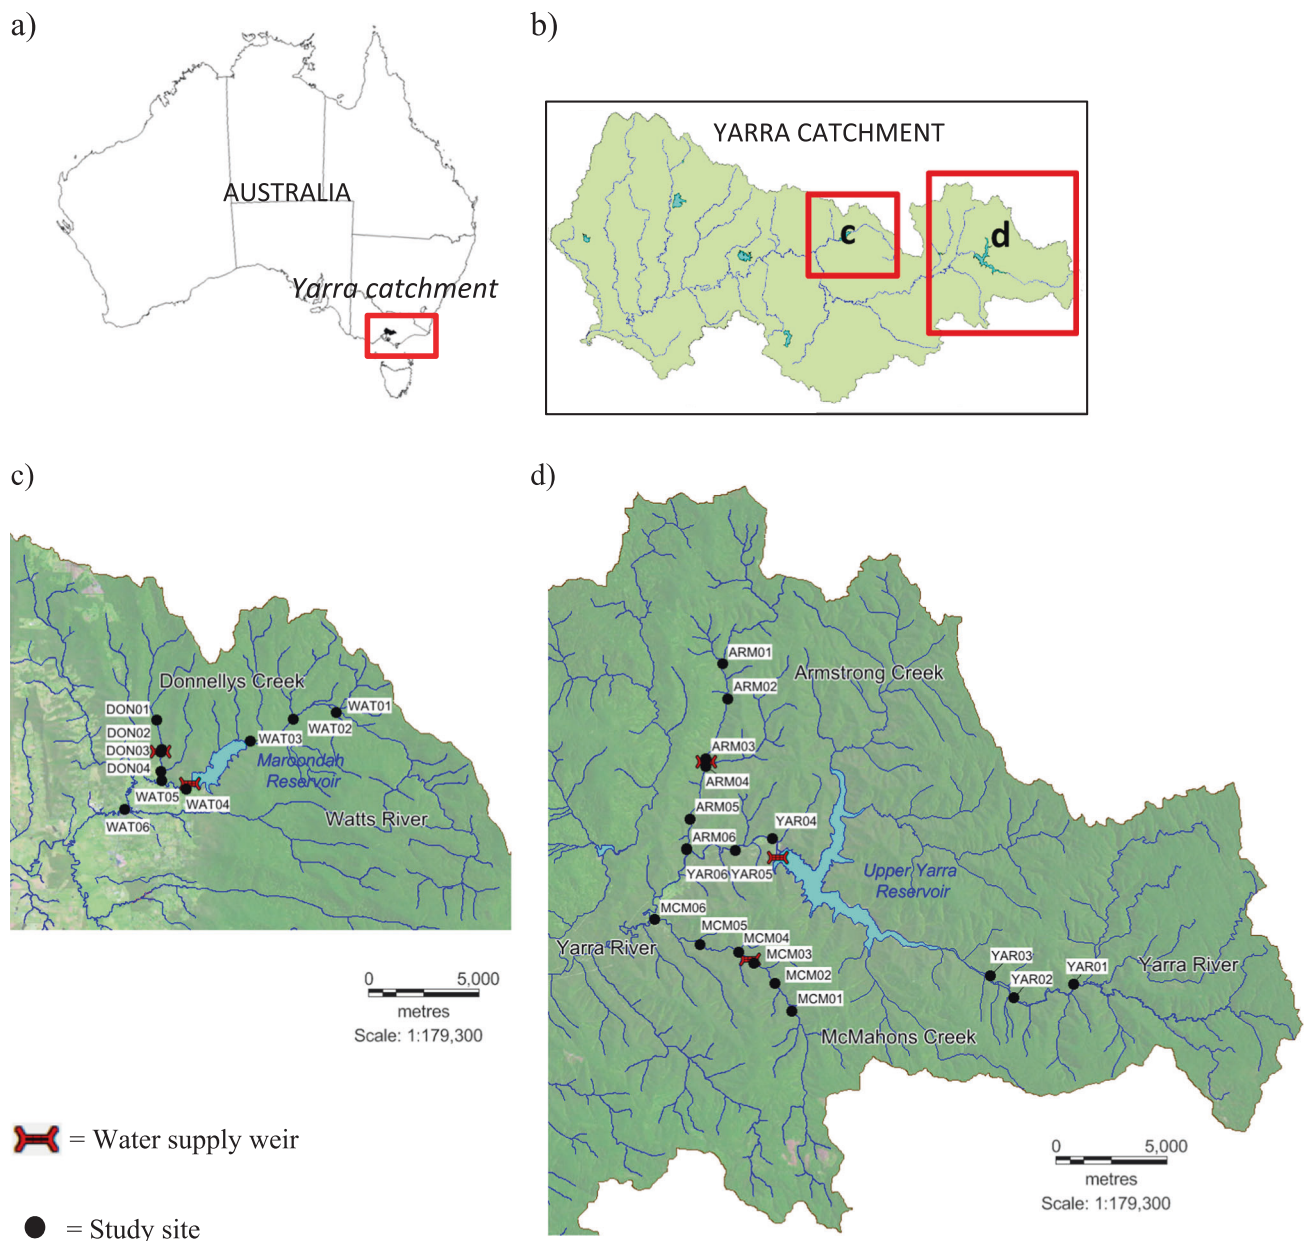 a)
AUSTRALIA
Yarra catchment
b)
YARRA CATCHMENT
c
d
c)
Donnellys Creek
DON01
DON02
DON03
DON04
WAT01
WAT02
WAT03
Maroondah
Reservoir
WAT05
WAT04
WAT06
Watts River
0 5,000
metres
Scale: 1:179,300
= Water supply weir
= Study site
d)
ARM01
Armstrong Creek
ARM02
ARM03
ARM04
ARM05
YAR04
ARM06
YAR06
YAR05
Upper Yarra
Reservoir
MCM06
MCM05
MCM04
Yarra River
MCM03
YAR03
YAR01
Yarra River
MCM02
YAR02
MCM01
McMahons Creek
0 5,000
metres
Scale: 1:179,300